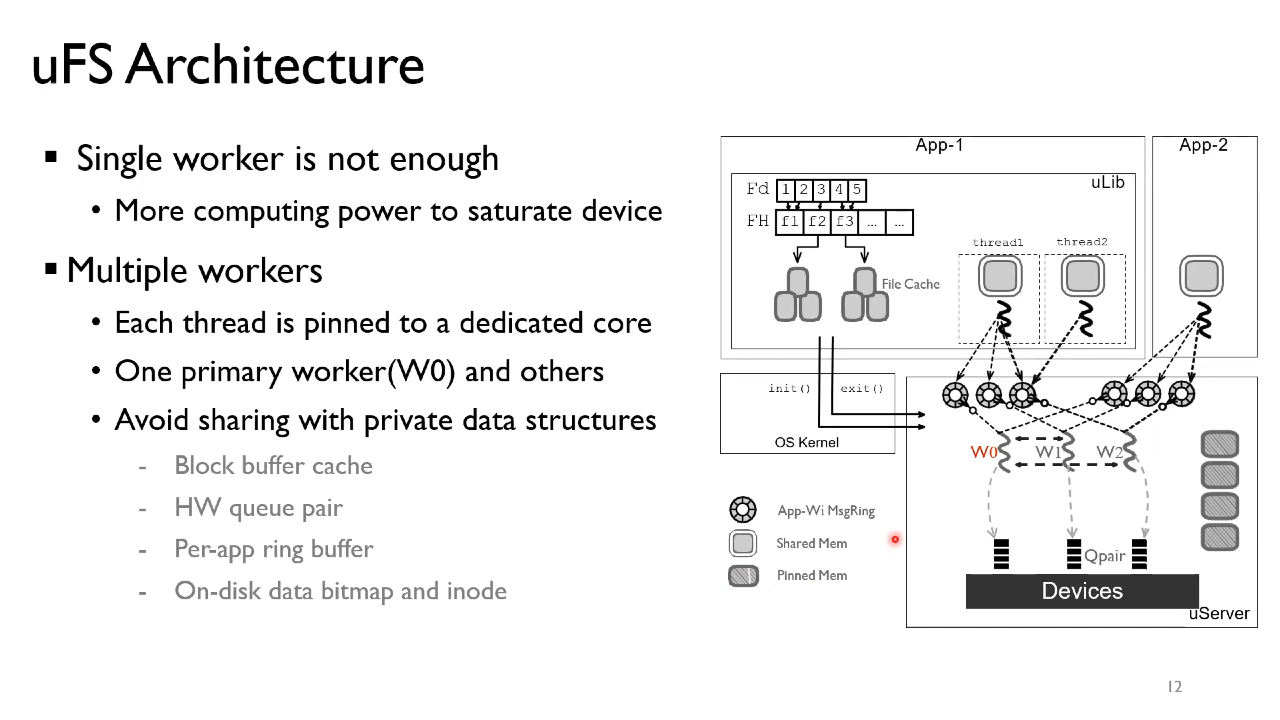 uFS Architecture
▪ Single worker is not enough
• More computing power to saturate device
▪ Multiple workers
• Each thread is pinned to a dedicated core
• One primary worker(W0) and others
• Avoid sharing with private data structures
- Block buffer cache
- HW queue pair
- Per-app ring buffer
- On-disk data bitmap and inode
App-1
App-2
uLib
Fd 1 2 3 4 5
FH f1 f2 f3 … …
thread1 thread2
File Cache
init() exit()
OS Kernel
W0 W1 W2
App-Wi MsgRing
Shared Mem
Pinned Mem
Qpair
Devices
uServer
12